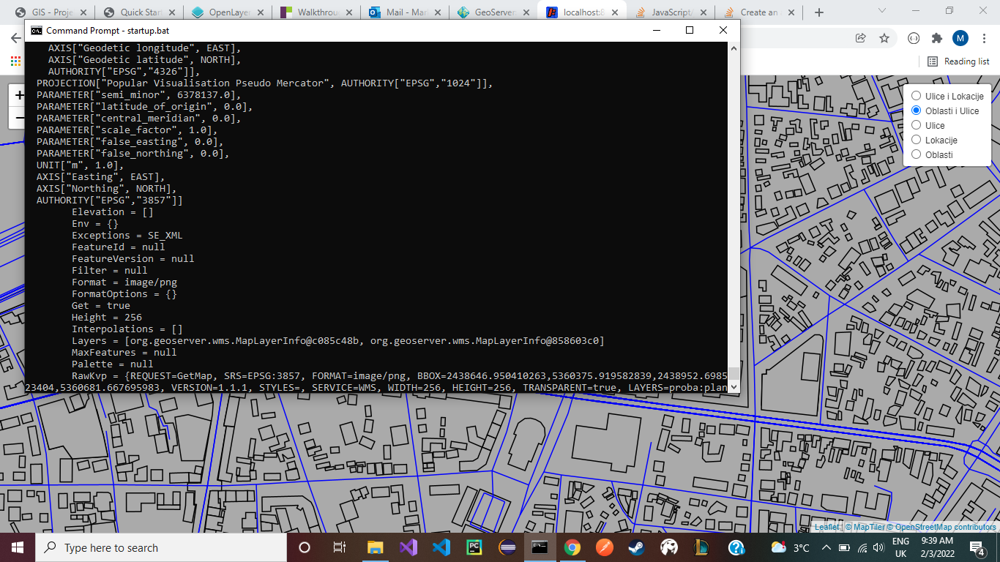 GIS - Proje
Quick Star
OpenLayer
Walkthrou
Mail - Mar
GeoServer
localhost:8
JavaScript/
Create an
Command Prompt - startup.bat
M
Reading list
AXIS["Geodetic longitude", EAST],
AXIS["Geodetic latitude", NORTH],
AUTHORITY["EPSG","4326"]],
PROJECTION["Popular Visualisation Pseudo Mercator", AUTHORITY["EPSG","1024"]],
PARAMETER["semi_minor", 6378137.0],
PARAMETER["latitude_of_origin", 0.0],
PARAMETER["central_meridian", 0.0],
PARAMETER["scale_factor", 1.0],
PARAMETER["false_easting", 0.0],
PARAMETER["false_northing", 0.0],
UNIT["m", 1.0],
AXIS["Easting", EAST],
AXIS["Northing", NORTH],
AUTHORITY["EPSG","3857"]]
Elevation = []
Env = {}
Exceptions = SE_XML
FeatureId = null
FeatureVersion = null
Filter = null
Format = image/png
FormatOptions = {}
Get = true
Height = 256
Interpolations = []
Layers = [org.geoserver.wms.MapLayerInfo@c085c48b, org.geoserver.wms.MapLayerInfo@858603c0]
MaxFeatures = null
Palette = null
RawKvp = {REQUEST=GetMap, SRS=EPSG:3857, FORMAT=image/png, BBOX=2438646.950410263,5360375.919582839,2438952.6985
23404,5360681.667695983, VERSION=1.1.1, STYLES=, SERVICE=WMS, WIDTH=256, HEIGHT=256, TRANSPARENT=true, LAYERS=proba:plan
+
−
Ulice i Lokacije
Oblasti i Ulice
Ulice
Lokacije
Oblasti
Leaflet | © MapTiler © OpenStreetMap contributors
Type here to search
3°C
ENG
UK
9:39 AM
2/3/2022
4